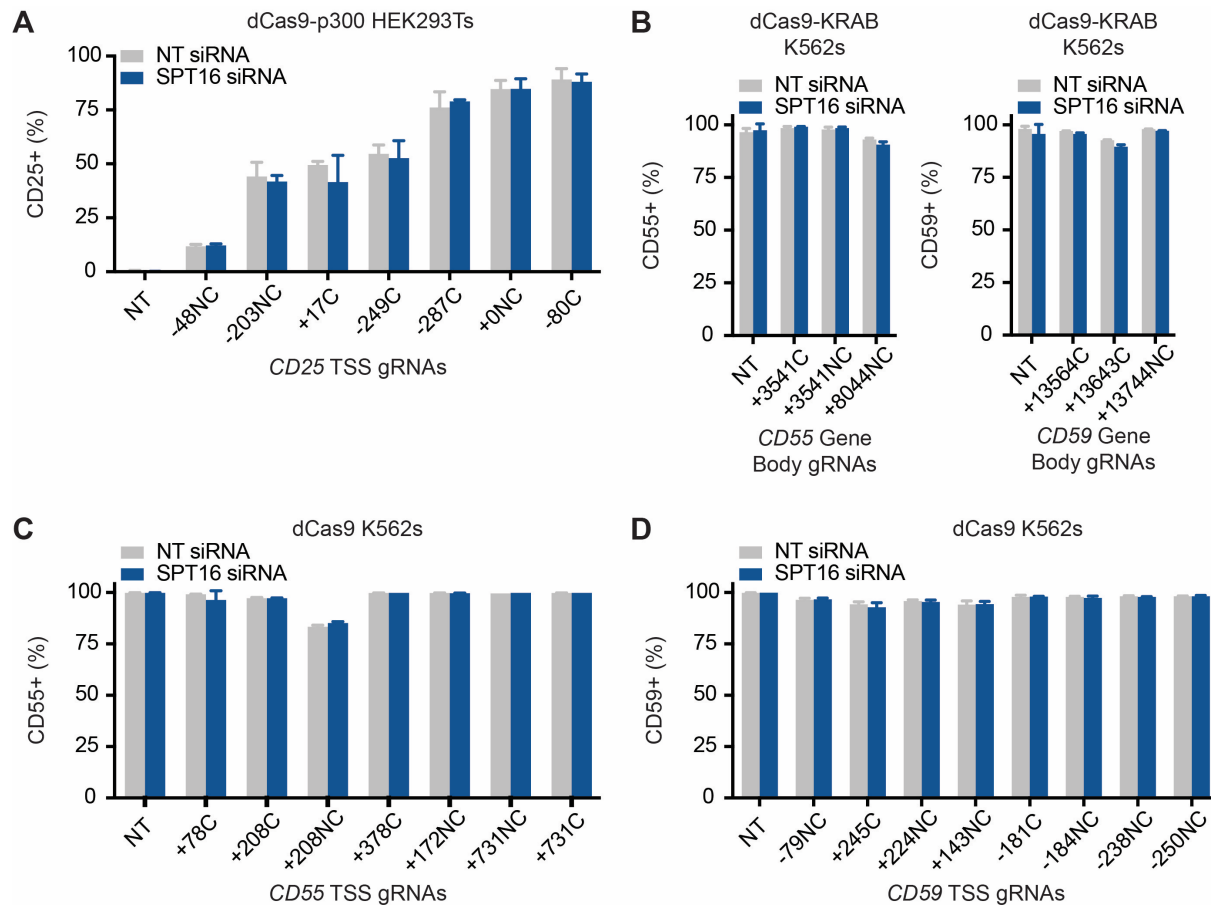 A
dCas9-p300 HEK293Ts
NT siRNA
SPT16 siRNA
CD25+ (%)
100
75
50
25
0
NT
-48NC
-203NC
+17C
-249C
-287C
+0NC
-80C
CD25 TSS gRNAs
B
dCas9-KRAB
K562s
NT siRNA
SPT16 siRNA
CD55+ (%)
100
75
50
25
0
NT
+3541C
+3541NC
+8044NC
CD55 Gene
Body gRNAs
dCas9-KRAB
K562s
NT siRNA
SPT16 siRNA
CD59+ (%)
100
75
50
25
0
NT
+13564C
+13643C
+13744NC
CD59 Gene
Body gRNAs
C
dCas9 K562s
NT siRNA
SPT16 siRNA
CD55+ (%)
100
75
50
25
0
NT
+78C
+208C
+208NC
+378C
+172NC
+731NC
+731C
CD55 TSS gRNAs
D
dCas9 K562s
NT siRNA
SPT16 siRNA
CD59+ (%)
100
75
50
25
0
NT
-79NC
+245C
+224NC
+143NC
-181C
-184NC
-238NC
-250NC
CD59 TSS gRNAs